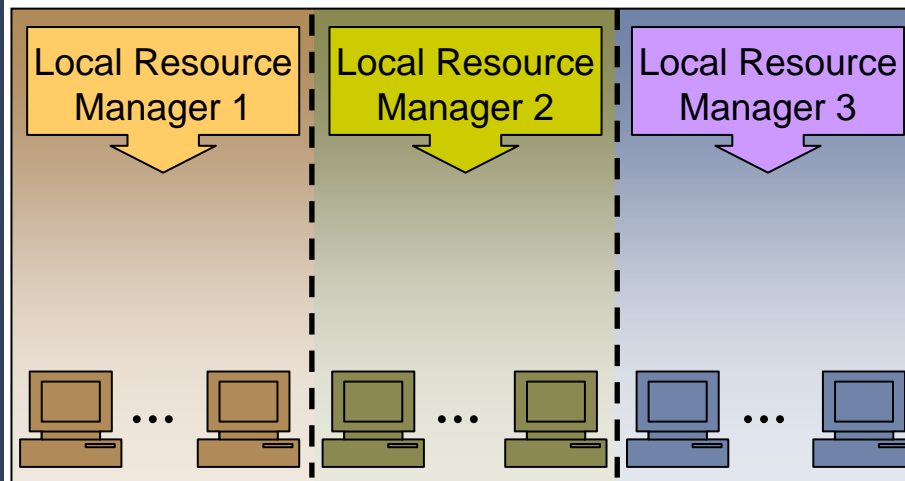 Local Resource
Manager 1
Local Resource
Manager 2
Local Resource
Manager 3
...
...
...